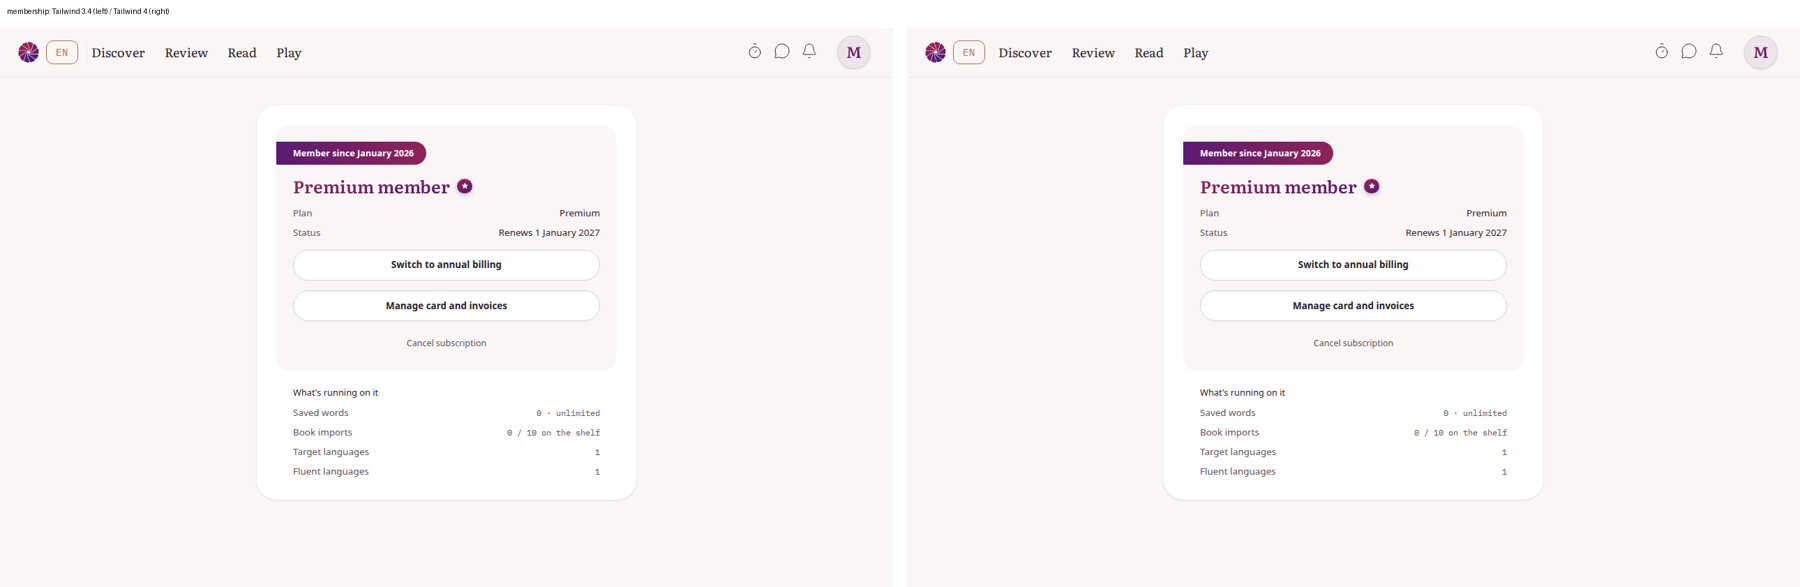 membership: Tailwind 3.4 (left) / Tailwind 4 (right)
EN Discover Review Read Play M
Member since January 2026
Premium member
Plan Premium
Status Renews 1 January 2027
Switch to annual billing
Manage card and invoices
Cancel subscription
What's running on it
Saved words 0 · unlimited
Book imports 0 / 10 on the shelf
Target languages 1
Fluent languages 1
EN Discover Review Read Play M
Member since January 2026
Premium member
Plan Premium
Status Renews 1 January 2027
Switch to annual billing
Manage card and invoices
Cancel subscription
What's running on it
Saved words 0 · unlimited
Book imports 0 / 10 on the shelf
Target languages 1
Fluent languages 1